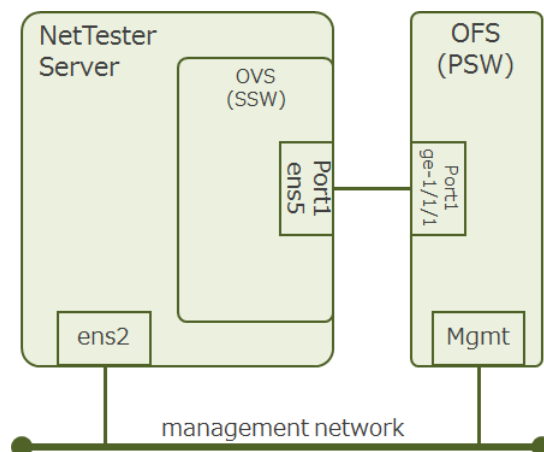 NetTester
Server
OVS
(SSW)
Port1
ens5
OFS
(PSW)
Port1
ge-1/1/1
ens2
Mgmt
management network